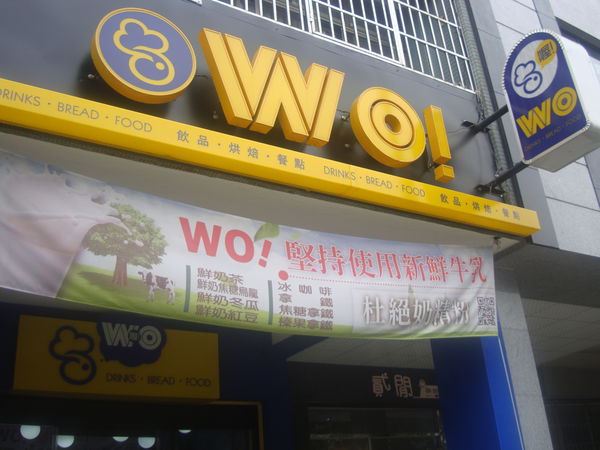 WO!
DRINKS · BREAD · FOOD 飲品 · 烘焙 · 餐點 DRINKS · BREAD · FOOD 飲品 · 烘焙 · 餐點
喔!
WO
WO! 堅持使用新鮮牛乳
& 杜絕奶精粉
鮮奶茶
鮮奶焦糖烏龍
鮮奶冬瓜
鮮奶紅豆
冰咖啡
拿鐵
焦糖拿鐵
榛果拿鐵
WO
DRINKS · BREAD · FOOD
貳閣